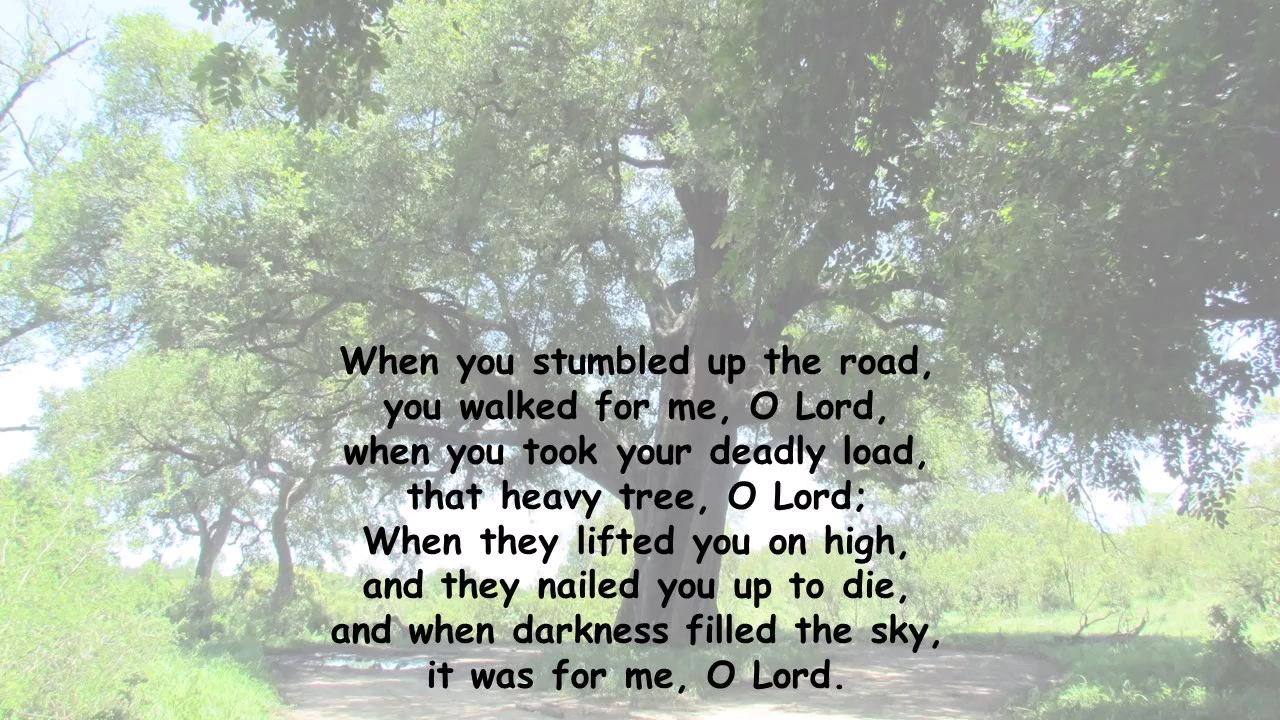 When you stumbled up the road,
you walked for me, O Lord,
when you took your deadly load,
that heavy tree, O Lord;
When they lifted you on high,
and they nailed you up to die,
and when darkness filled the sky,
it was for me, O Lord.